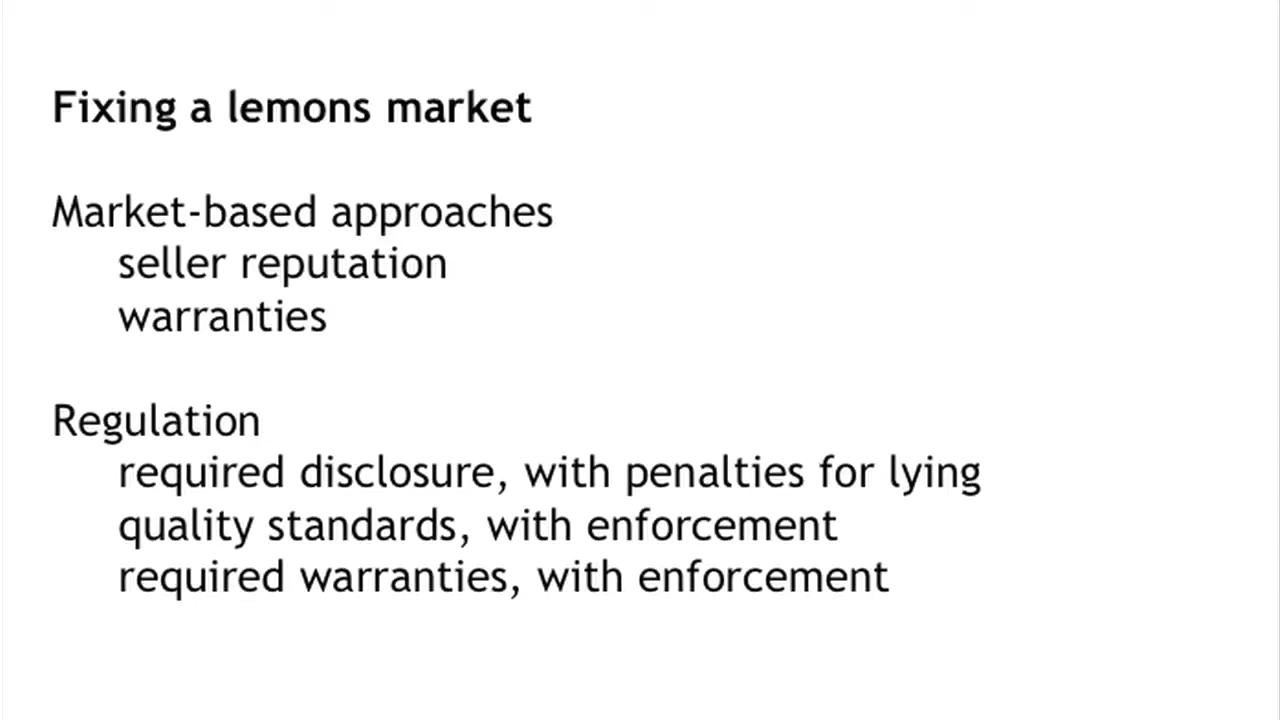 Fixing a lemons market
Market-based approaches
seller reputation
warranties
Regulation
required disclosure, with penalties for lying
quality standards, with enforcement
required warranties, with enforcement